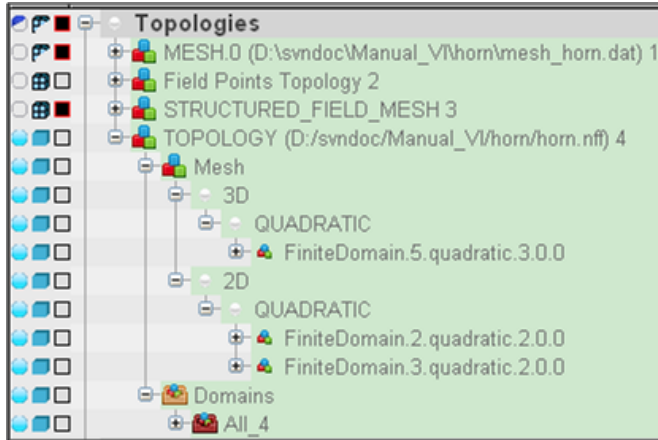 Topologies
MESH.0 (D:\svndoc\Manual_VI\horn\mesh_horn.dat) 1
Field Points Topology 2
STRUCTURED_FIELD_MESH 3
TOPOLOGY (D:/svndoc/Manual_VI/horn/horn.nff) 4
Mesh
3D
QUADRATIC
FiniteDomain.5.quadratic.3.0.0
2D
QUADRATIC
FiniteDomain.2.quadratic.2.0.0
FiniteDomain.3.quadratic.2.0.0
Domains
All_4